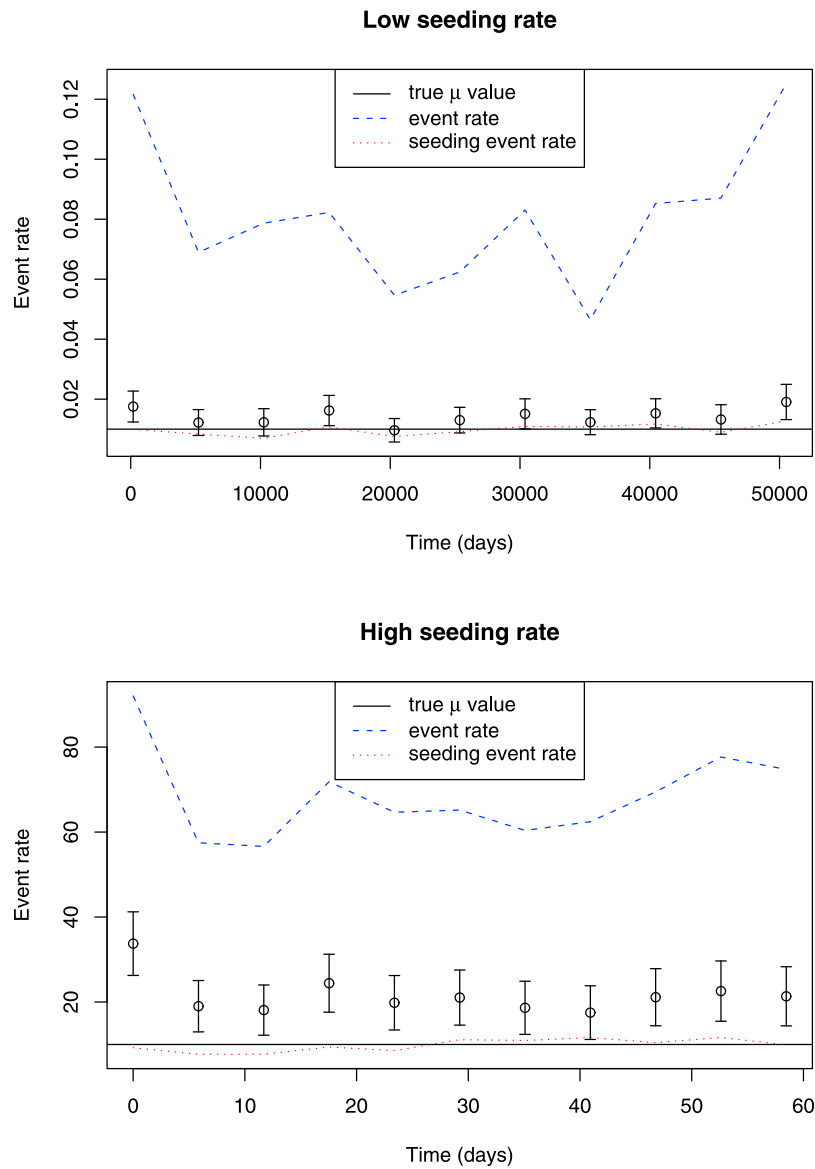 Low seeding rate
true μ value
event rate
seeding event rate
Event rate
0.12
0.10
0.08
0.06
0.04
0.02
0 10000 20000 30000 40000 50000
Time (days)
High seeding rate
true μ value
event rate
seeding event rate
Event rate
80
60
40
20
0 10 20 30 40 50 60
Time (days)